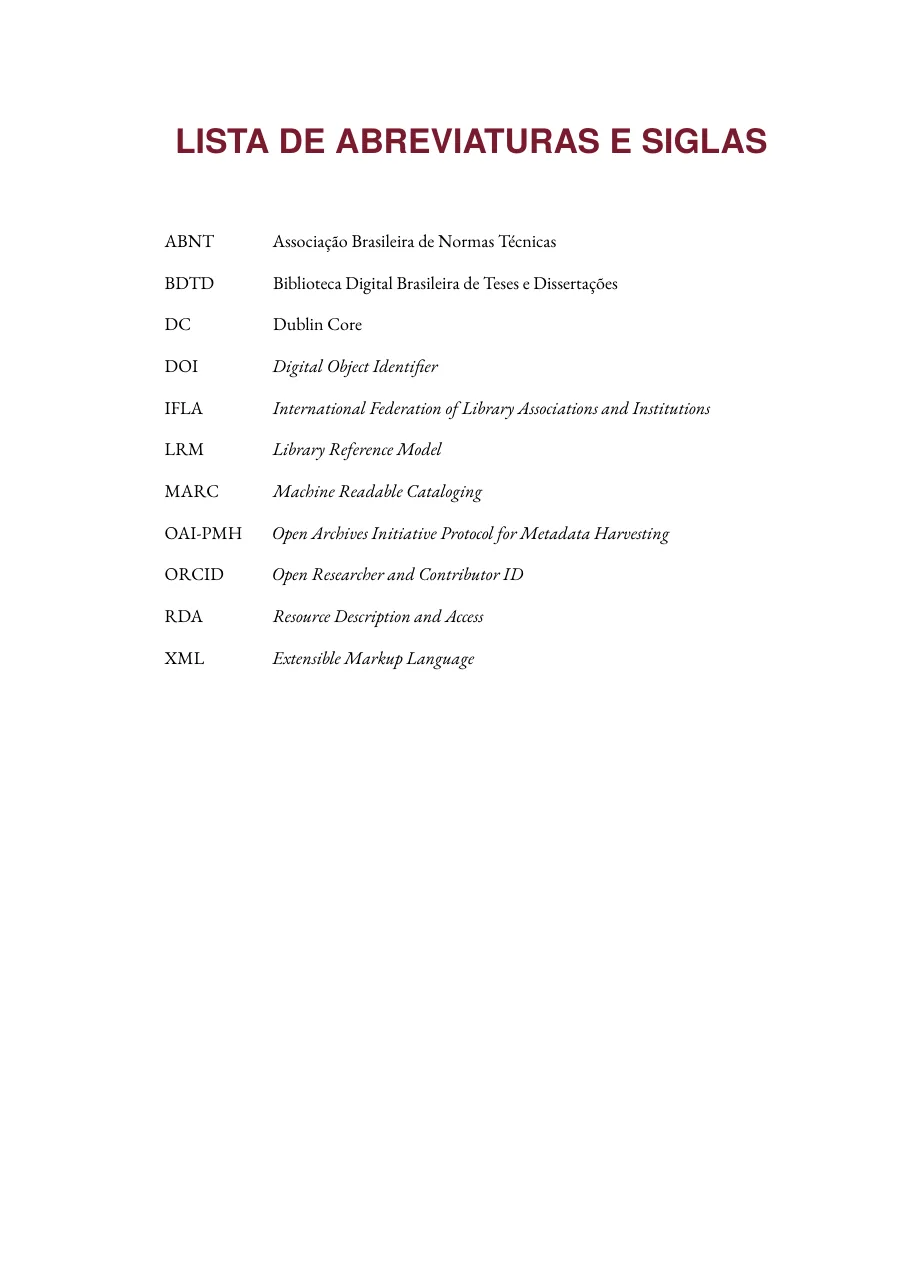 LISTA DE ABREVIATURAS E SIGLAS
ABNT Associação Brasileira de Normas Técnicas
BDTD Biblioteca Digital Brasileira de Teses e Dissertações
DC Dublin Core
DOI Digital Object Identifier
IFLA International Federation of Library Associations and Institutions
LRM Library Reference Model
MARC Machine Readable Cataloging
OAI-PMH Open Archives Initiative Protocol for Metadata Harvesting
ORCID Open Researcher and Contributor ID
RDA Resource Description and Access
XML Extensible Markup Language